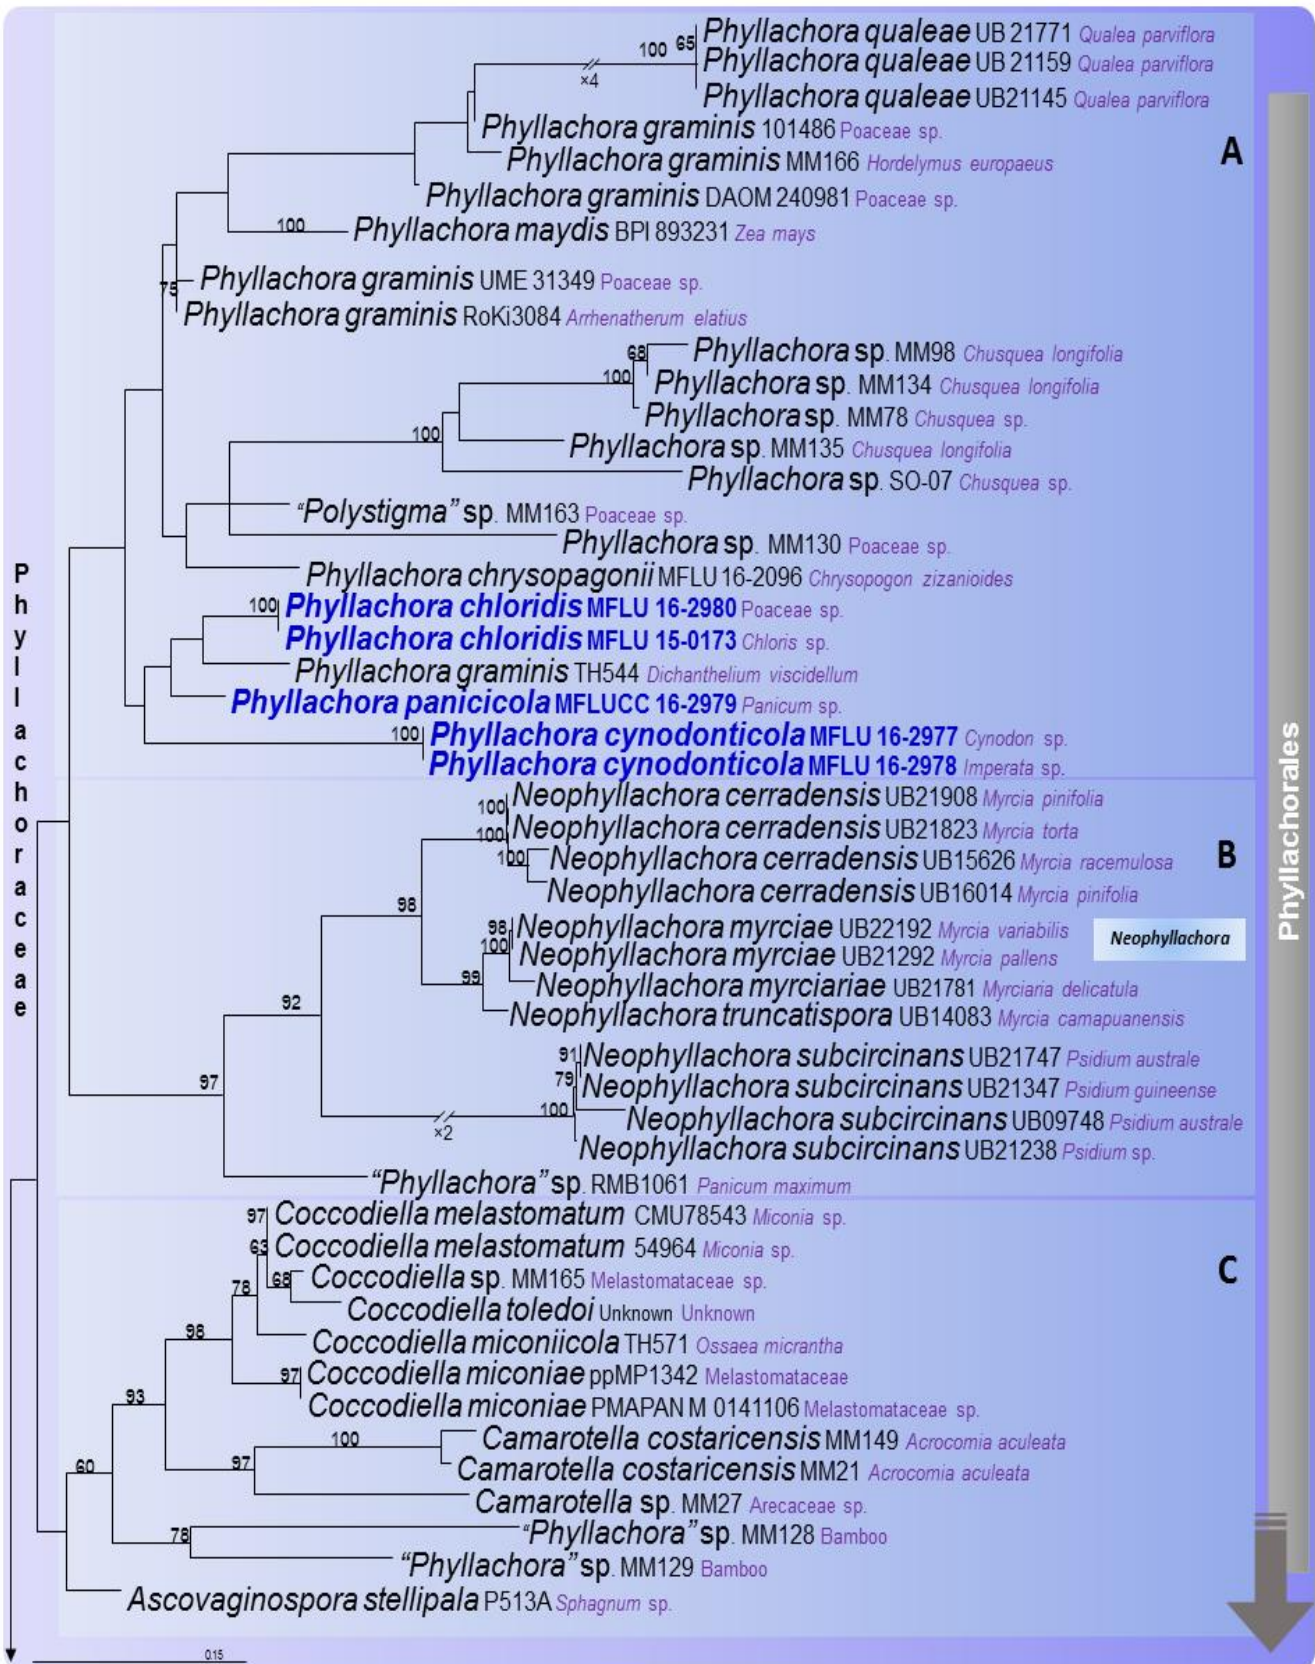 Phyllachora qualeae UB 21771 Qualea parviflora
65
100
Phyllachora qualeae UB 21159 Qualea parviflora
×4
Phyllachora qualeae UB21145 Qualea parviflora
Phyllachora graminis 101486 Poaceae sp.
A
Phyllachora graminis MM166 Hordelymus europaeus
Phyllachora graminis DAOM 240981 Poaceae sp.
100
Phyllachora maydis BPI 893231 Zea mays
Phyllachora graminis UME 31349 Poaceae sp.
75
Phyllachora graminis RoKi3084 Arrhenatherum elatius
68
Phyllachora sp. MM98 Chusquea longifolia
100
Phyllachora sp. MM134 Chusquea longifolia
Phyllachora sp. MM78 Chusquea sp.
100
Phyllachora sp. MM135 Chusquea longifolia
Phyllachora sp. SO-07 Chusquea sp.
“Polystigma” sp. MM163 Poaceae sp.
Phyllachora sp. MM130 Poaceae sp.
Phyllachora chrysopagonii MFLU 16-2096 Chrysopogon zizanioides
100
Phyllachora chloridis MFLU 16-2980 Poaceae sp.
Phyllachora chloridis MFLU 15-0173 Chloris sp.
Phyllachora graminis TH544 Dichanthelium viscidellum
Phyllachora panicicola MFLUCC 16-2979 Panicum sp.
100
Phyllachora cynodonticola MFLU 16-2977 Cynodon sp.
Phyllachora cynodonticola MFLU 16-2978 Imperata sp.
Phyllachoraceae
Phyllachorales
100
Neophyllachora cerradensis UB21908 Myrcia pinifolia
100
Neophyllachora cerradensis UB21823 Myrcia torta
100
Neophyllachora cerradensis UB15626 Myrcia racemulosa
B
Neophyllachora cerradensis UB16014 Myrcia pinifolia
98
98
Neophyllachora myrciae UB22192 Myrcia variabilis
Neophyllachora
100
Neophyllachora myrciae UB21292 Myrcia pallens
99
Neophyllachora myrciariae UB21781 Myrciaria delicatula
92
Neophyllachora truncatispora UB14083 Myrcia camapuanensis
91
Neophyllachora subcircinans UB21747 Psidium australe
97
79
Neophyllachora subcircinans UB21347 Psidium guineense
100
×2
Neophyllachora subcircinans UB09748 Psidium australe
Neophyllachora subcircinans UB21238 Psidium sp.
“Phyllachora” sp. RMB1061 Panicum maximum
97
Coccodiella melastomatum CMU78543 Miconia sp.
63
Coccodiella melastomatum 54964 Miconia sp.
C
78
68
Coccodiella sp. MM165 Melastomataceae sp.
Coccodiella toledoi Unknown Unknown
98
Coccodiella miconiicola TH571 Ossaea micrantha
97
Coccodiella miconiae ppMP1342 Melastomataceae
93
Coccodiella miconiae PMAPAN M 0141106 Melastomataceae sp.
100
Camarotella costaricensis MM149 Acrocomia aculeata
60
97
Camarotella costaricensis MM21 Acrocomia aculeata
Camarotella sp. MM27 Arecaceae sp.
78
“Phyllachora” sp. MM128 Bamboo
“Phyllachora” sp. MM129 Bamboo
Ascovaginospora stellipala P513A Sphagnum sp.
0.15